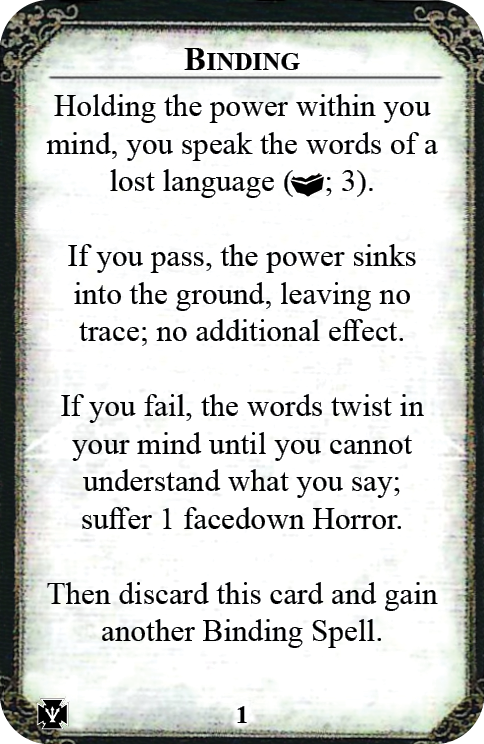 BINDING
Holding the power within you
mind, you speak the words of a
lost language (; 3).
If you pass, the power sinks
into the ground, leaving no
trace; no additional effect.
If you fail, the words twist in
your mind until you cannot
understand what you say;
suffer 1 facedown Horror.
Then discard this card and gain
another Binding Spell.
1